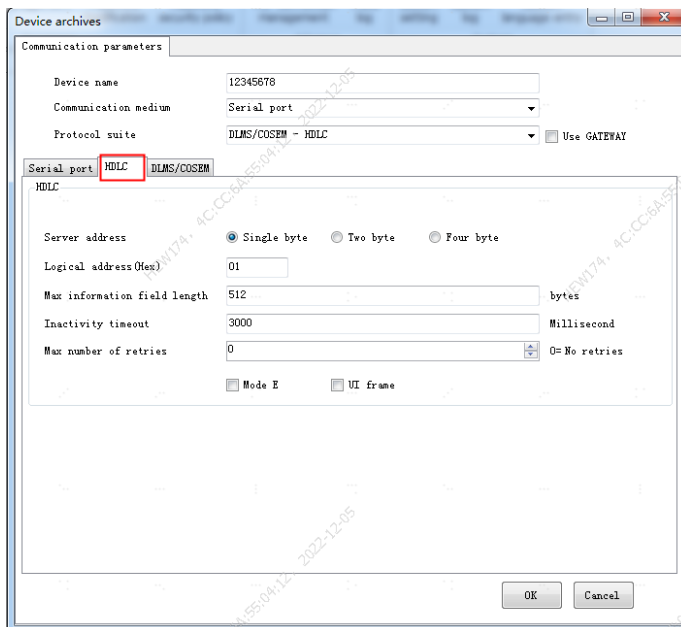 Device archives
Communication parameters
Device name 12345678
Communication medium Serial port
Protocol suite DLMS/COSEM - HDLC Use GATEWAY
Serial port HDLC DLMS/COSEM
HDLC
Server address Single byte Two byte Four byte
Logical address(Hex) 01
Max information field length 512 bytes
Inactivity timeout 3000 Millisecond
Max number of retries 0 0= No retries
Mode E UI frame
OK Cancel